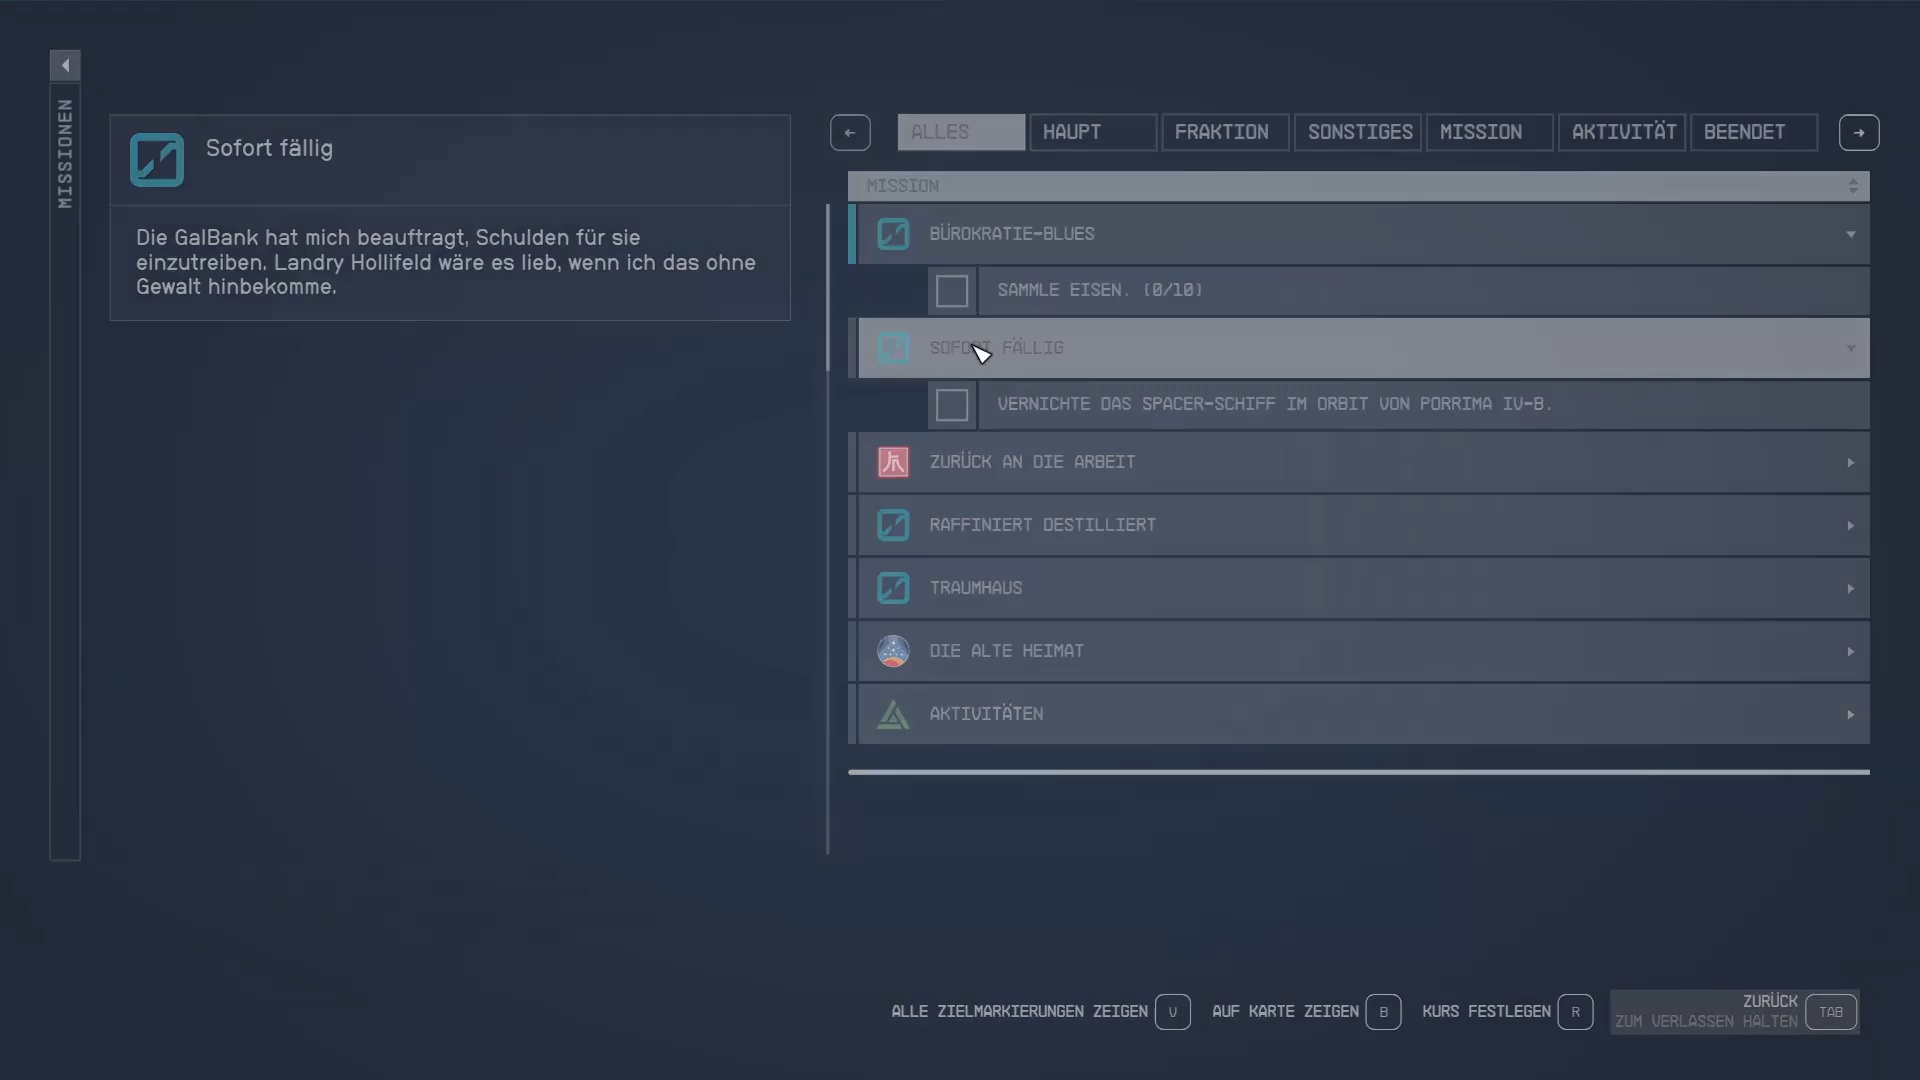 MISSIONEN
Sofort fällig
Die GalBank hat mich beauftragt, Schulden für sie
einzutreiben. Landry Hollifeld wäre es lieb, wenn ich das ohne
Gewalt hinbekomme.
ALLES HAUPT FRAKTION SONSTIGES MISSION AKTIVITÄT BEENDET
MISSION
BÜROKRATIE-BLUES
SAMMLE EISEN. (0/10)
SOFORT FÄLLIG
VERNICHTE DAS SPACER-SCHIFF IM ORBIT VON PORRIMA IV-B.
ZURÜCK AN DIE ARBEIT
RAFFINIERT DESTILLIERT
TRAUMHAUS
DIE ALTE HEIMAT
AKTIVITÄTEN
ALLE ZIELMARKIERUNGEN ZEIGEN V AUF KARTE ZEIGEN B KURS FESTLEGEN R
ZURÜCK
ZUM VERLASSEN HALTEN TAB